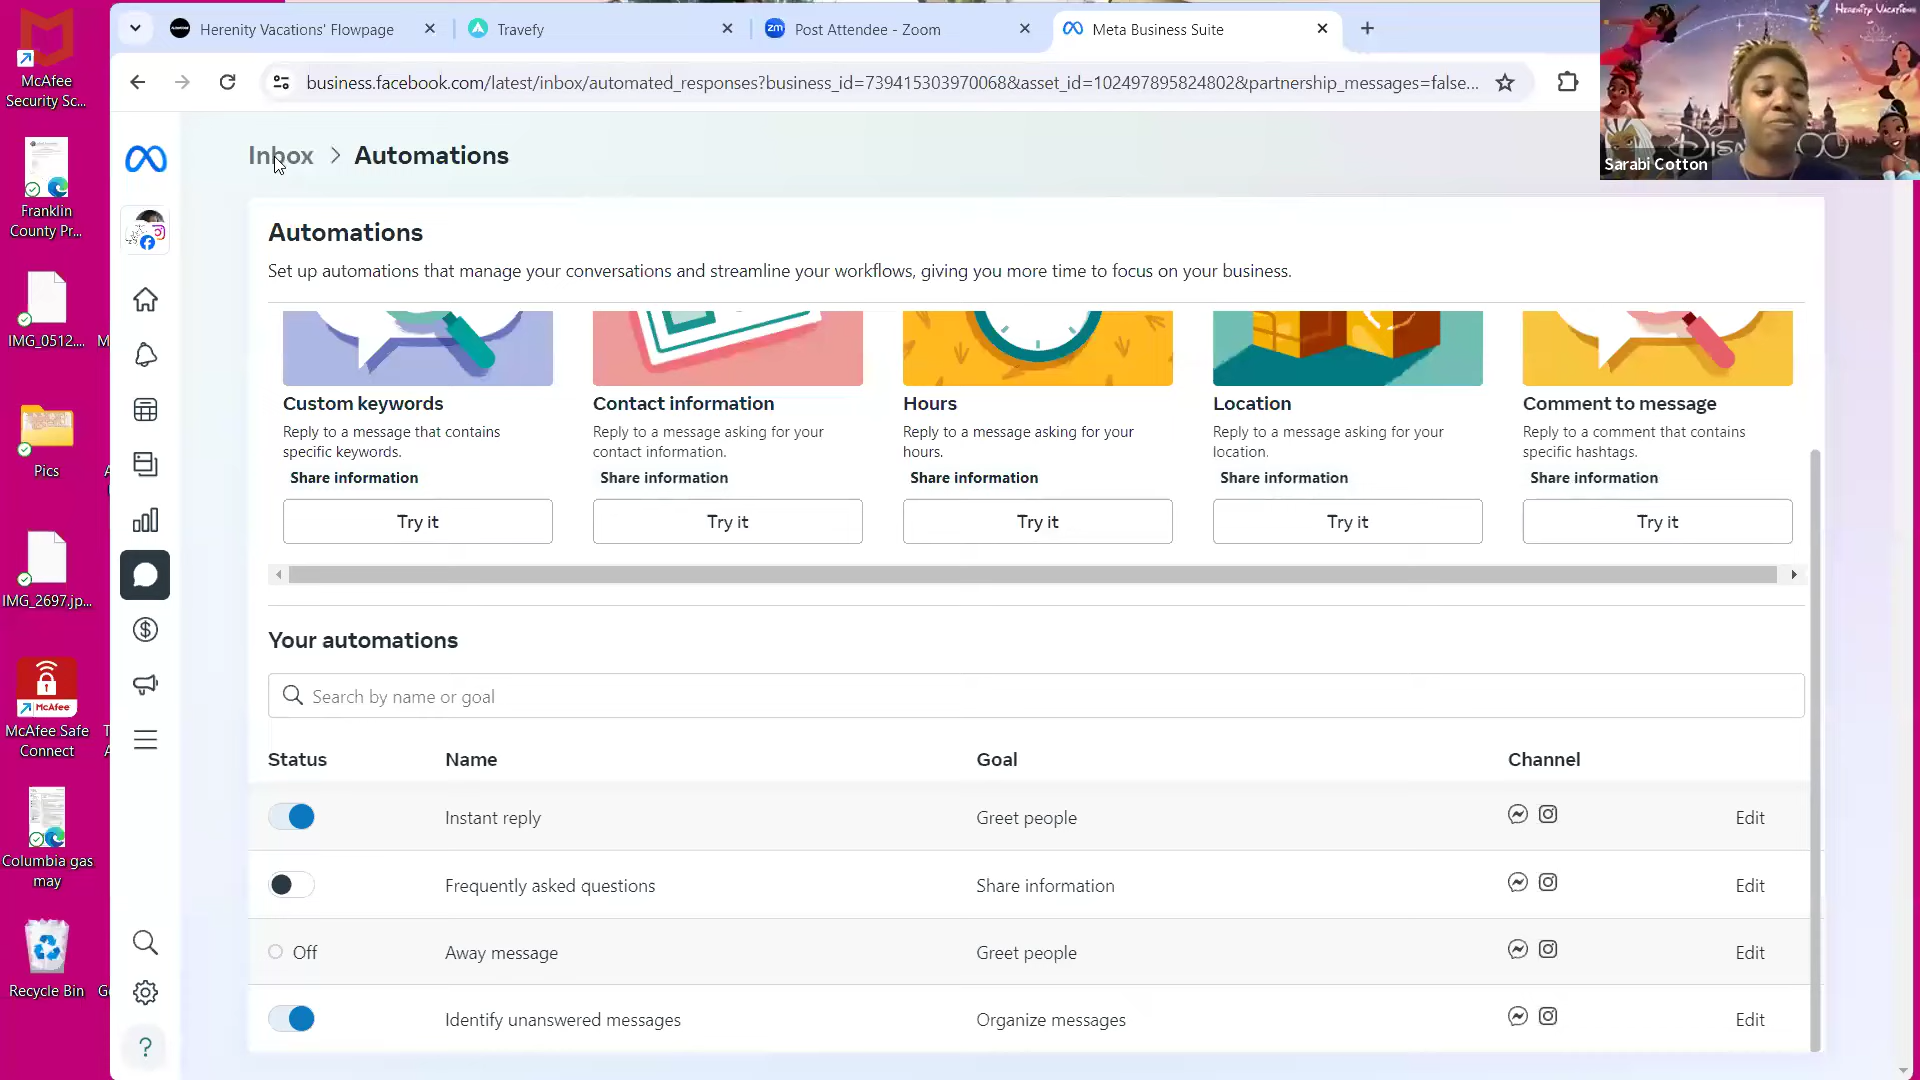 Herenity Vacations' Flowpage
Travefy
zm
Post Attendee - Zoom
Meta Business Suite
business.facebook.com/latest/inbox/automated_responses?business_id=739415303970068&asset_id=102497895824802&partnership_messages=false...
HERENITY VACATIONS
Disney100
Sarabi Cotton
McAfee
Security Sc...
Franklin
County Pr...
IMG_0512....
M
Pics
IMG_2697.jp...
McAfee
McAfee Safe
Connect
Columbia gas
may
Recycle Bin
Inbox > Automations
Automations
Set up automations that manage your conversations and streamline your workflows, giving you more time to focus on your business.
Custom keywords
Reply to a message that contains
specific keywords.
Share information
Try it
Contact information
Reply to a message asking for your
contact information.
Share information
Try it
Hours
Reply to a message asking for your
hours.
Share information
Try it
Location
Reply to a message asking for your
location.
Share information
Try it
Comment to message
Reply to a comment that contains
specific hashtags.
Share information
Try it
Your automations
Search by name or goal
Status Name Goal Channel
Instant reply Greet people Edit
Frequently asked questions Share information Edit
Off Away message Greet people Edit
Identify unanswered messages Organize messages Edit